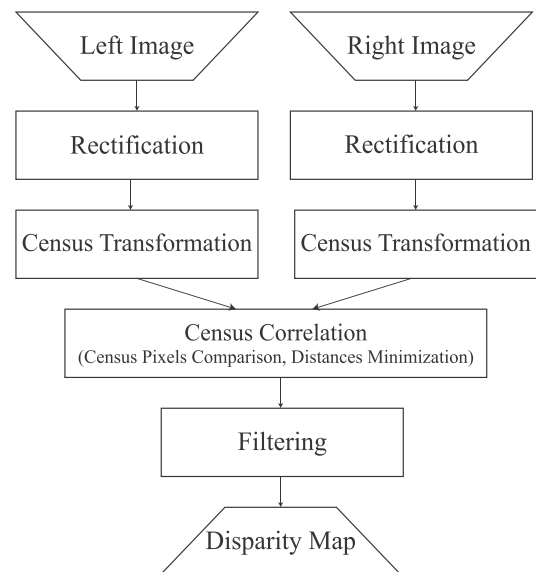 Left Image
Right Image
Rectification
Rectification
Census Transformation
Census Transformation
Census Correlation
(Census Pixels Comparison, Distances Minimization)
Filtering
Disparity Map